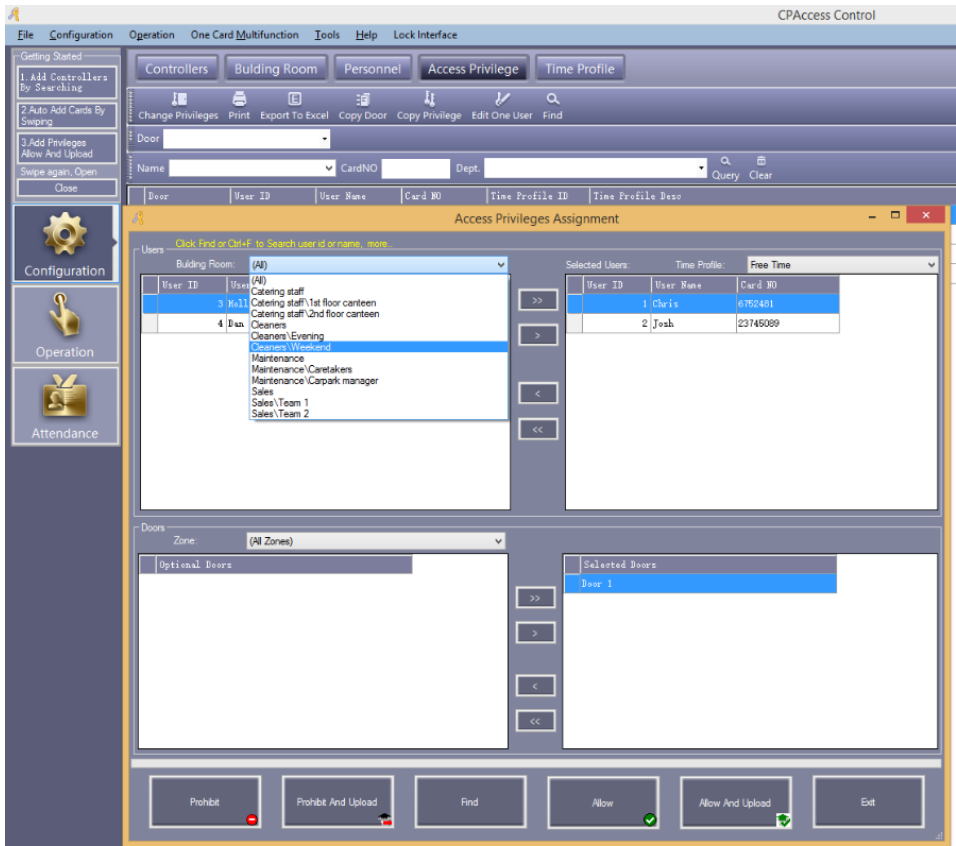 CPAccess Control
File Configuration Operation One Card Multifunction Tools Help Lock Interface
Getting Started
1. Add Controllers
By Searching
2.Auto Add Cards By
Swiping
3.Add Privileges
Allow And Upload
Swipe again, Open
Close
Configuration
Operation
Attendance
Controllers Bulding Room Personnel Access Privilege Time Profile
Change Privileges Print Export To Excel Copy Door Copy Privilege Edit One User Find
Door
Name CardNO Dept. Query Clear
Door User ID User Name Card NO Time Profile ID Time Profile Desc
Access Privileges Assignment
Users Click Find or Ctrl+F to Search user id or name, more..
Bulding Room: (All) Selected Users: Time Profile: Free Time
User ID User
3
4 Dan
(All)
Catering staff
Catering staff\1st floor canteen
Catering staff\2nd floor canteen
Cleaners
Cleaners\Evening
Cleaners\Weekend
Maintenance
Maintenance\Caretakers
Maintenance\Carpark manager
Sales
Sales\Team 1
Sales\Team 2
>>
>
<
<<
User ID User Name Card NO
1 Chris 6752481
2 Josh 23745089
Doors
Zone: (All Zones)
Optional Doors
>>
>
<
<<
Selected Doors
Door 1
Prohibit Prohibit And Upload Find Allow Allow And Upload Exit